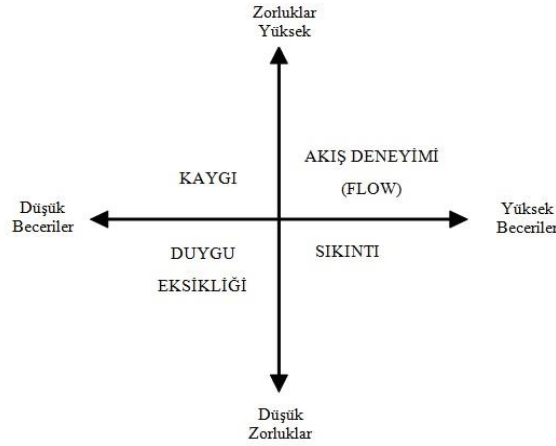 Zorluklar
Yüksek
AKIŞ DENEYİMİ
(FLOW)
KAYGI
Düşük
Beceriler
Yüksek
Beceriler
DUYGU
EKSİKLİĞİ
SIKINTI
Düşük
Zorluklar